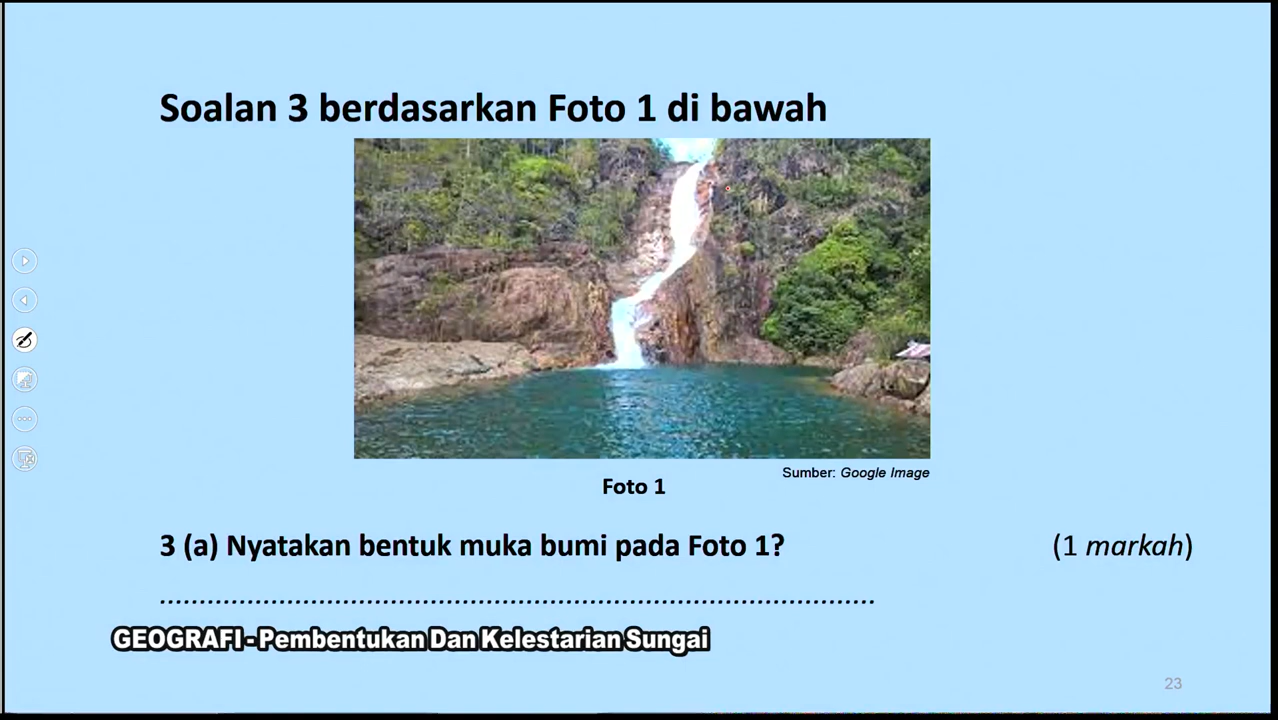 Soalan 3 berdasarkan Foto 1 di bawah
Sumber: Google Image
Foto 1
3 (a) Nyatakan bentuk muka bumi pada Foto 1? (1 markah)
.........................................................................................
GEOGRAFI - Pembentukan Dan Kelestarian Sungai
23